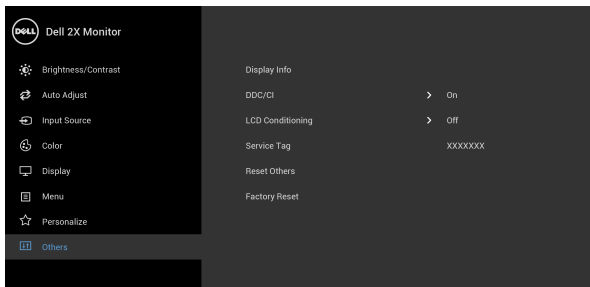 DELL Dell 2X Monitor
Brightness/Contrast Display Info
Auto Adjust DDC/CI > On
Input Source LCD Conditioning > Off
Color Service Tag XXXXXXX
Display Reset Others
Menu Factory Reset
Personalize
Others